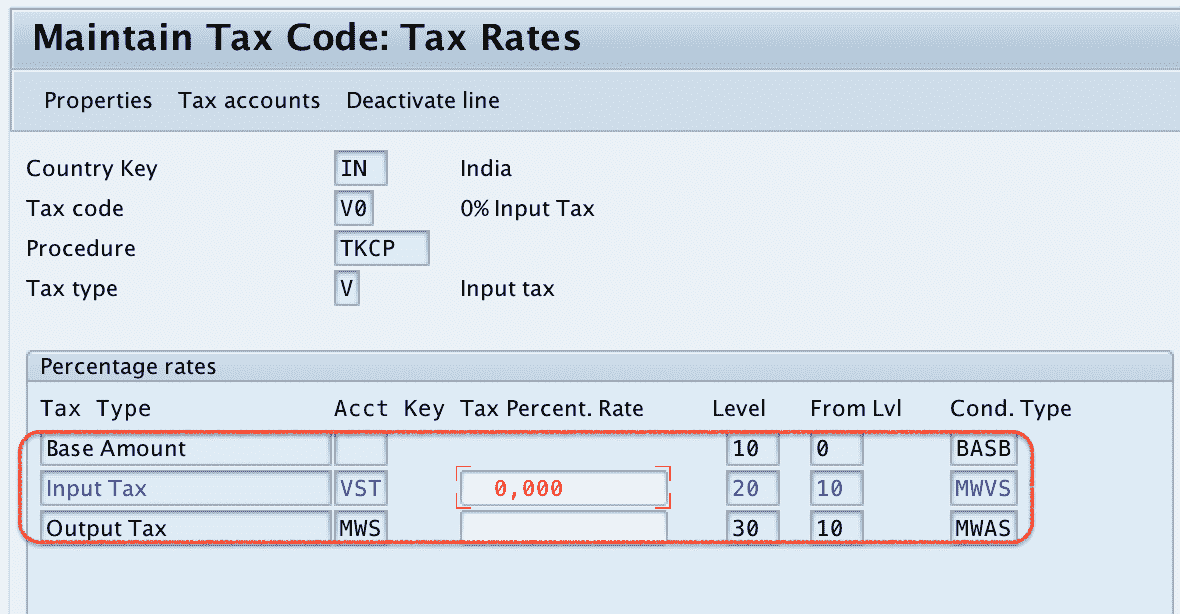 Maintain Tax Code: Tax Rates
Properties Tax accounts Deactivate line
Country Key IN India
Tax code V0 0% Input Tax
Procedure TKCP
Tax type V Input tax
Percentage rates
Tax Type Acct Key Tax Percent. Rate Level From Lvl Cond. Type
Base Amount 10 0 BASB
Input Tax VST 0,000 20 10 MWVS
Output Tax MWS 30 10 MWAS